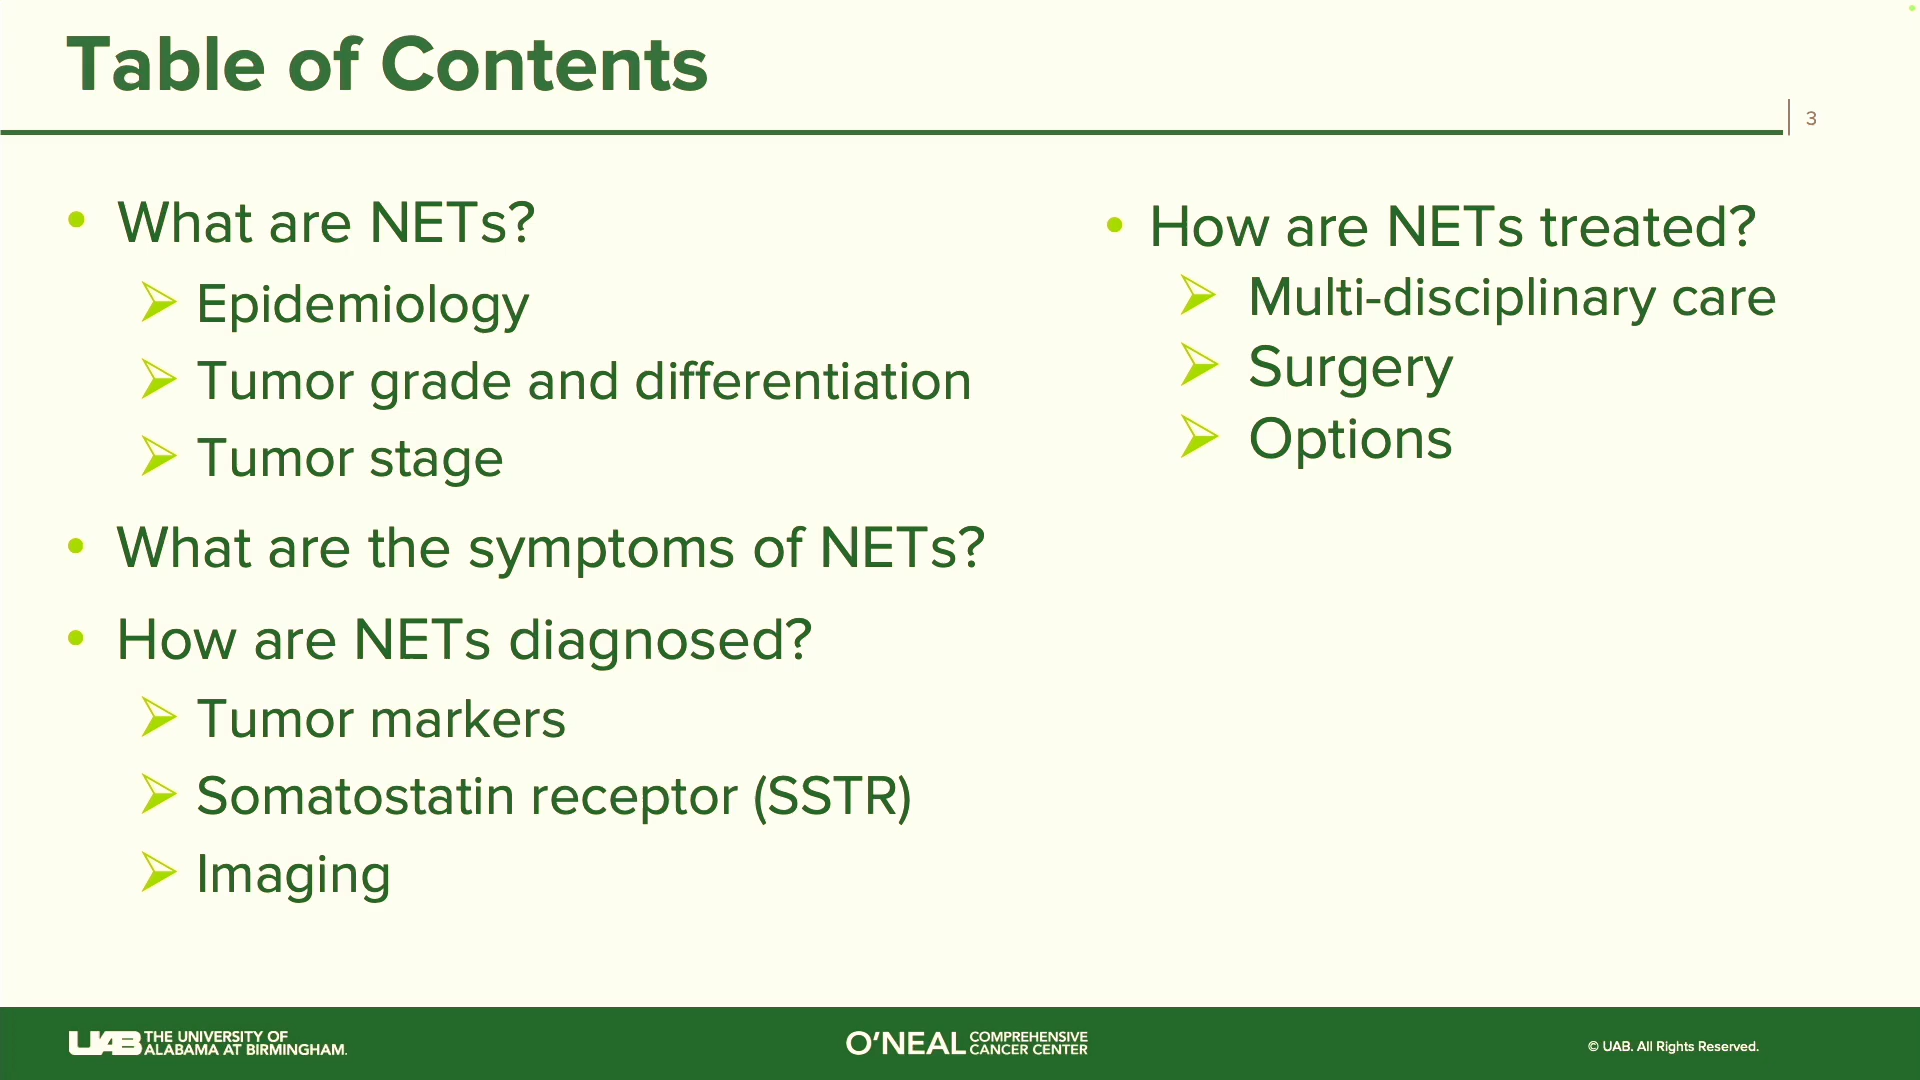 Table of Contents
3
• What are NETs?
➢ Epidemiology
➢ Tumor grade and differentiation
➢ Tumor stage
• What are the symptoms of NETs?
• How are NETs diagnosed?
➢ Tumor markers
➢ Somatostatin receptor (SSTR)
➢ Imaging
• How are NETs treated?
➢ Multi-disciplinary care
➢ Surgery
➢ Options
UAB THE UNIVERSITY OF
ALABAMA AT BIRMINGHAM.
O'NEAL COMPREHENSIVE
CANCER CENTER
© UAB. All Rights Reserved.